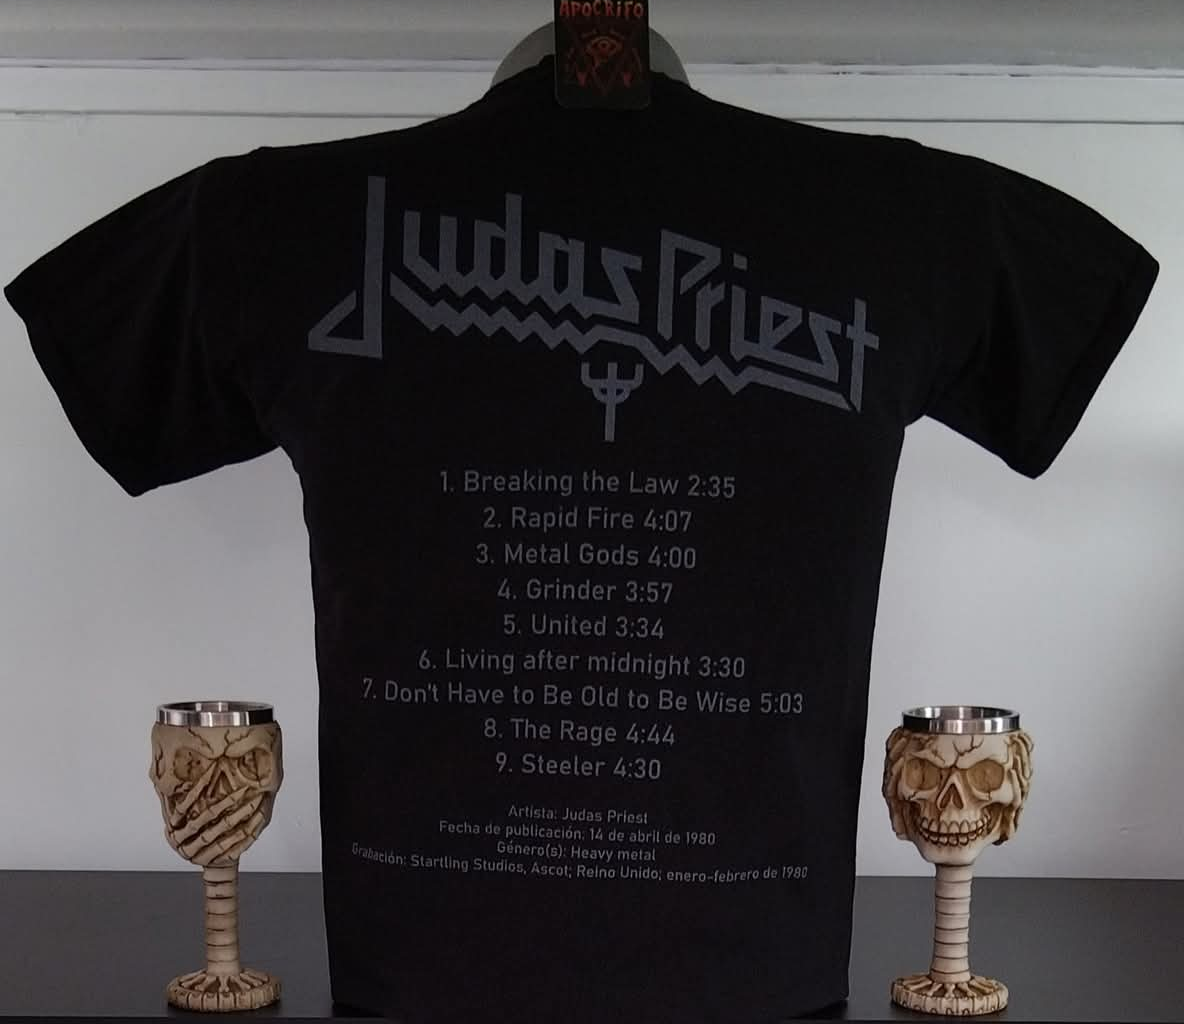 APOCRIFO
Judas Priest
1. Breaking the Law 2:35
2. Rapid Fire 4:07
3. Metal Gods 4:00
4. Grinder 3:57
5. United 3:34
6. Living after midnight 3:30
7. Don't Have to Be Old to Be Wise 5:03
8. The Rage 4:44
9. Steeler 4:30
Artista: Judas Priest
Fecha de publicación: 14 de abril de 1980
Género(s): Heavy metal
Grabación: Startling Studios, Ascot; Reino Unido; enero-febrero de 1980